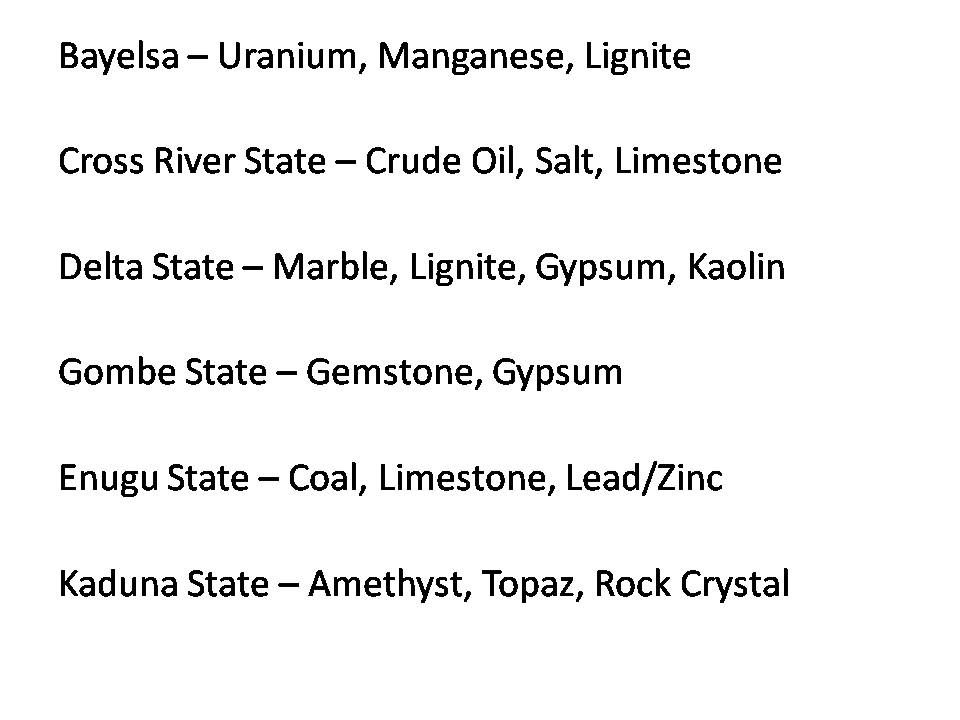 Bayelsa – Uranium, Manganese, Lignite
Cross River State – Crude Oil, Salt, Limestone
Delta State – Marble, Lignite, Gypsum, Kaolin
Gombe State – Gemstone, Gypsum
Enugu State – Coal, Limestone, Lead/Zinc
Kaduna State – Amethyst, Topaz, Rock Crystal